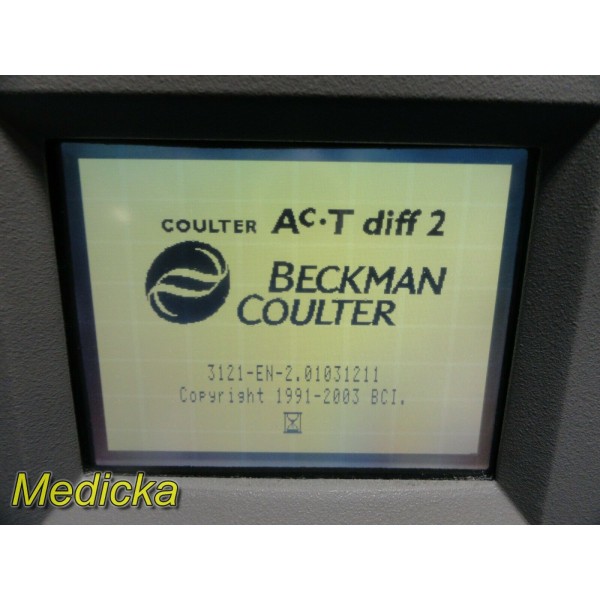 COULTER AC·T diff 2
BECKMAN
COULTER
3121-EN-2.01031211
Copyright 1991-2003 BCI.
Medicka